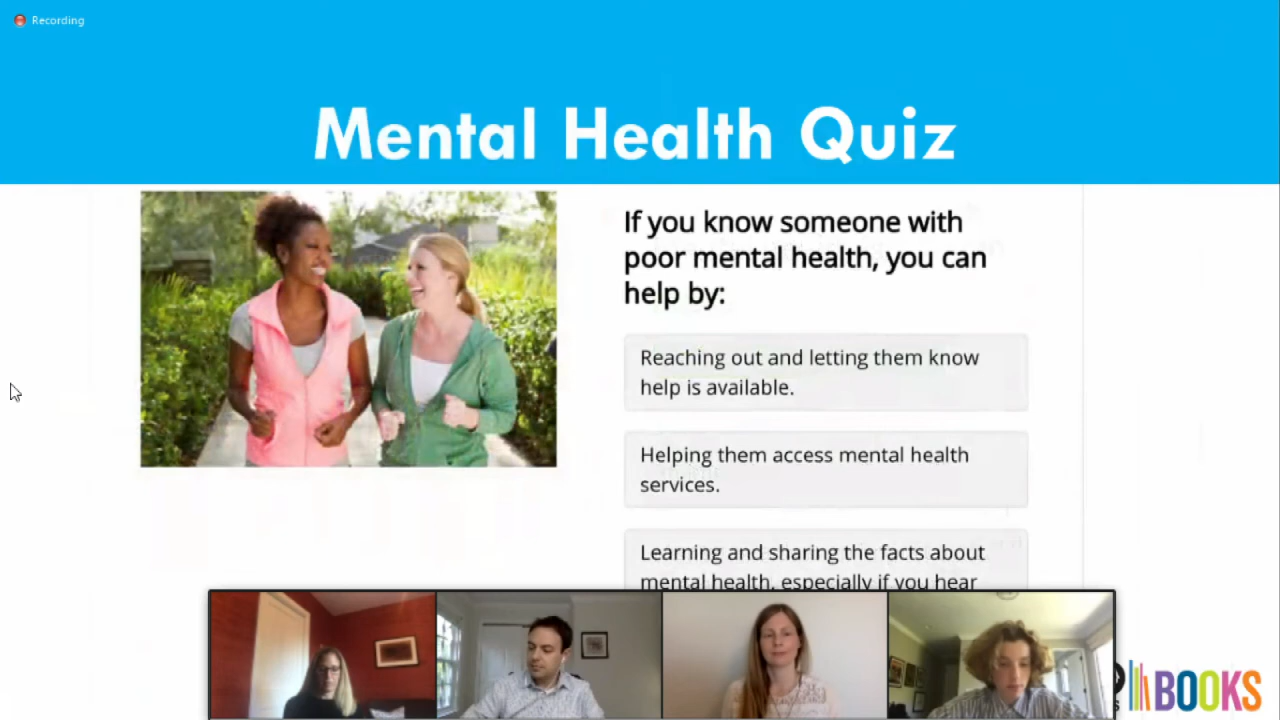 Recording
Mental Health Quiz
If you know someone with
poor mental health, you can
help by:
Reaching out and letting them know
help is available.
Helping them access mental health
services.
Learning and sharing the facts about
mental health, especially if you hear
BOOKS